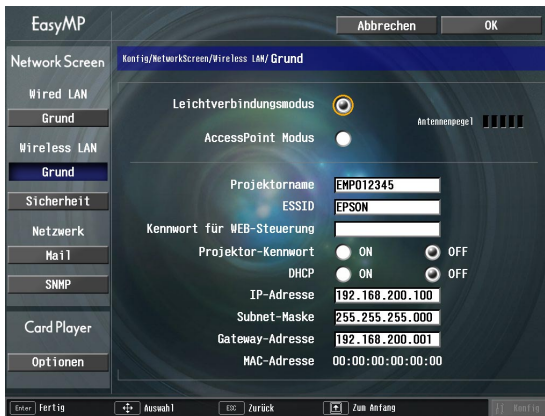 EasyMP
Abbrechen
OK
Network Screen
Wired LAN
Grund
Wireless LAN
Grund
Sicherheit
Netzwerk
Mail
SNMP
Card Player
Optionen
Konfig/NetworkScreen/Wireless LAN/Grund
Leichtverbindungsmodus
Antennenpegel
AccessPoint Modus
Projektorname EMP012345
ESSID EPSON
Kennwort für WEB-Steuerung
Projektor-Kennwort ON OFF
DHCP ON OFF
IP-Adresse 192.168.200.100
Subnet-Maske 255.255.255.000
Gateway-Adresse 192.168.200.001
MAC-Adresse 00:00:00:00:00:00
Enter Fertig
Auswahl
ESC Zurück
Zum Anfang
Konfig